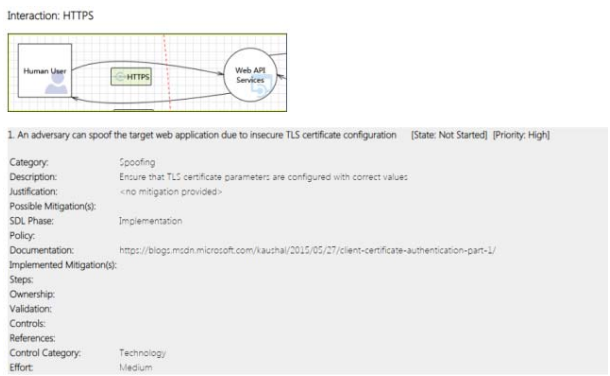 Interaction: HTTPS
Human User
HTTPS
Web API
Services
1. An adversary can spoof the target web application due to insecure TLS certificate configuration [State: Not Started] [Priority: High]
Category: Spoofing
Description: Ensure that TLS certificate parameters are configured with correct values
Justification: <no mitigation provided>
Possible Mitigation(s):
SDL Phase: Implementation
Policy:
Documentation: https://blogs.msdn.microsoft.com/kaushal/2015/05/27/client-certificate-authentication-part-1/
Implemented Mitigation(s):
Steps:
Ownership:
Validation:
Controls:
References:
Control Category: Technology
Effort: Medium